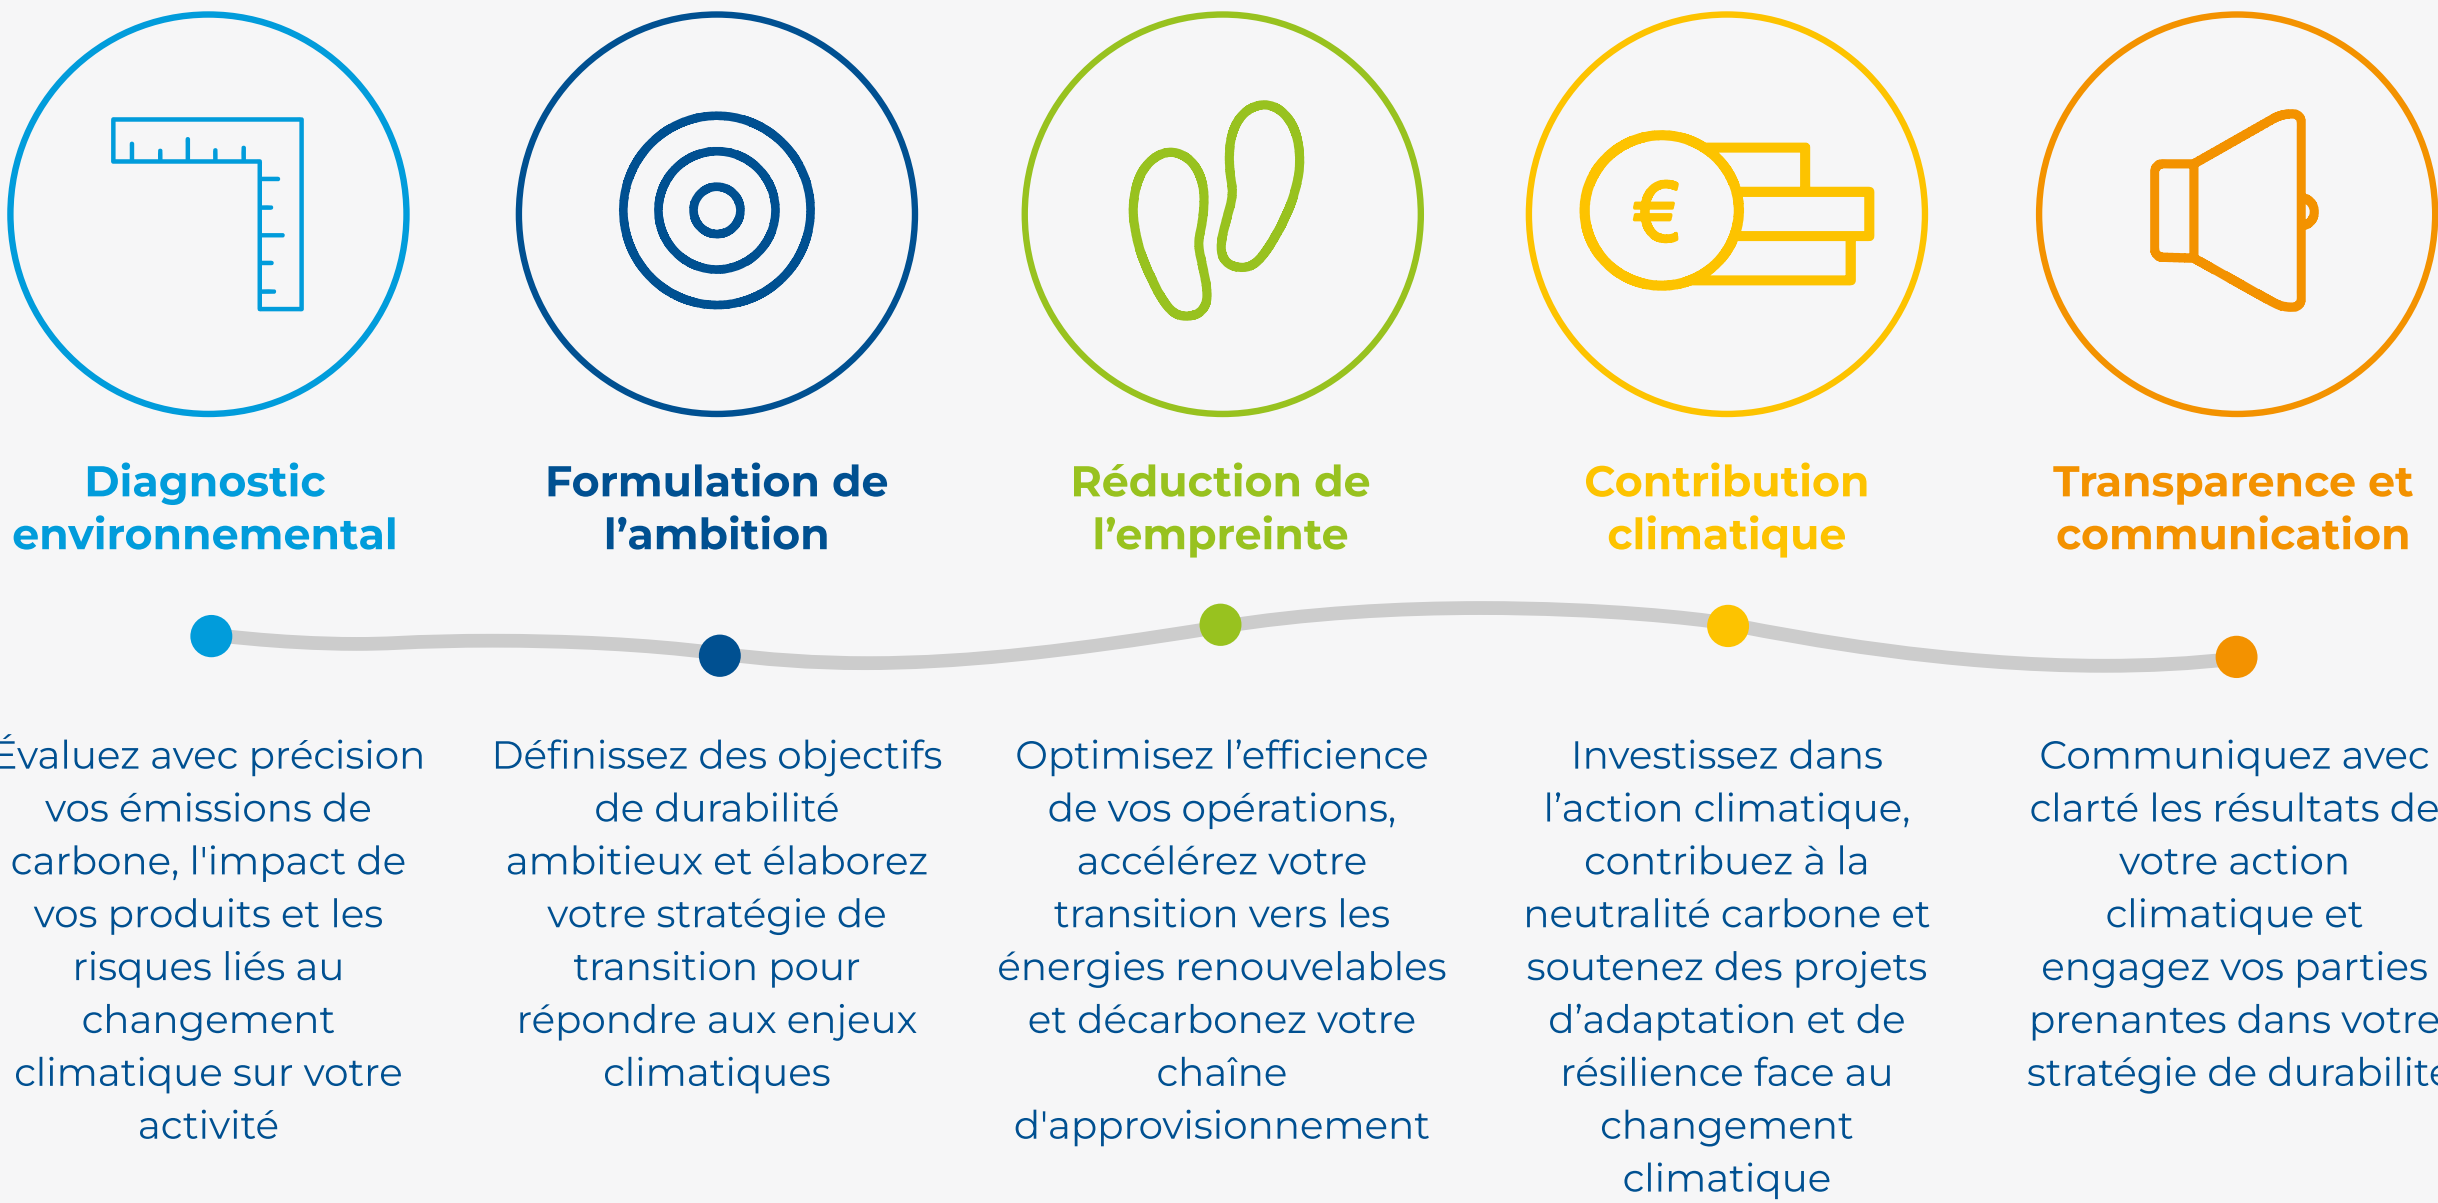 €
Diagnostic
environnemental
Évaluez avec précision
vos émissions de
carbone, l'impact de
vos produits et les
risques liés au
changement
climatique sur votre
activité
Formulation de
l’ambition
Définissez des objectifs
de durabilité
ambitieux et élaborez
votre stratégie de
transition pour
répondre aux enjeux
climatiques
Réduction de
l’empreinte
Optimisez l’efficience
de vos opérations,
accélérez votre
transition vers les
énergies renouvelables
et décarbonez votre
chaîne
d'approvisionnement
Contribution
climatique
Investissez dans
l’action climatique,
contribuez à la
neutralité carbone et
soutenez des projets
d’adaptation et de
résilience face au
changement
climatique
Transparence et
communication
Communiquez avec
clarté les résultats de
votre action
climatique et
engagez vos parties
prenantes dans votre
stratégie de durabilité